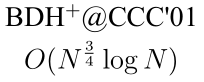 BDH⁺@CCC'01
O(N^{3/4} log N)